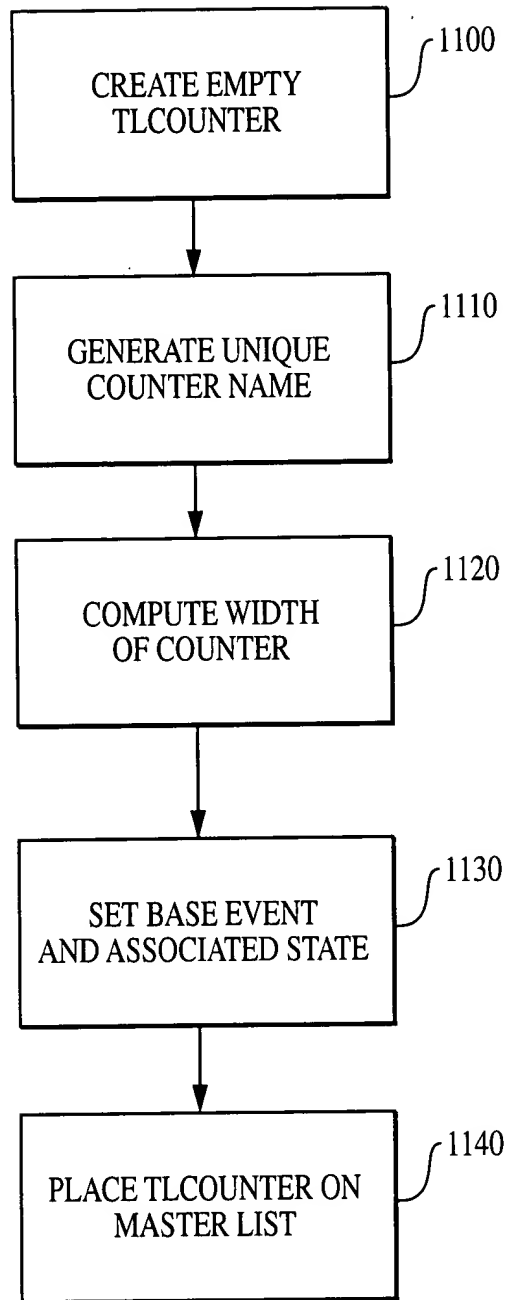 CREATE EMPTY
TLCOUNTER
1100
GENERATE UNIQUE
COUNTER NAME
1110
COMPUTE WIDTH
OF COUNTER
1120
SET BASE EVENT
AND ASSOCIATED STATE
1130
PLACE TLCOUNTER ON
MASTER LIST
1140